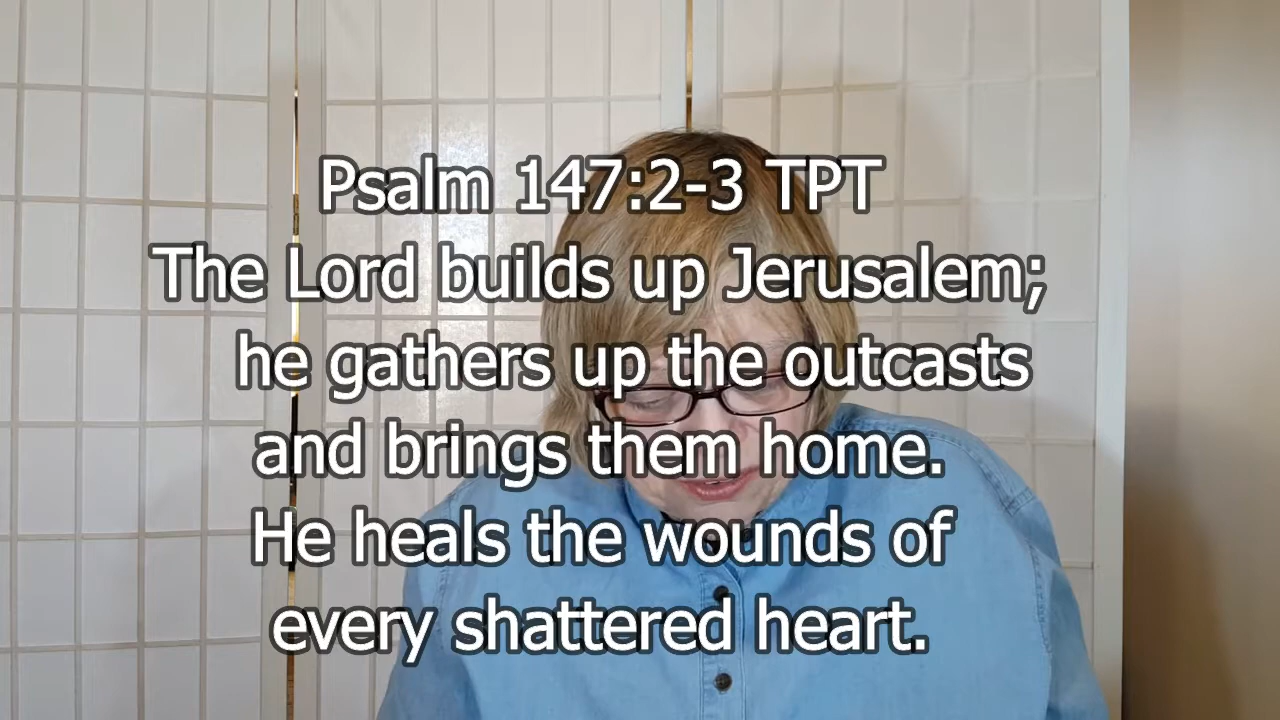 Psalm 147:2-3 TPT
The Lord builds up Jerusalem;
he gathers up the outcasts
and brings them home.
He heals the wounds of
every shattered heart.